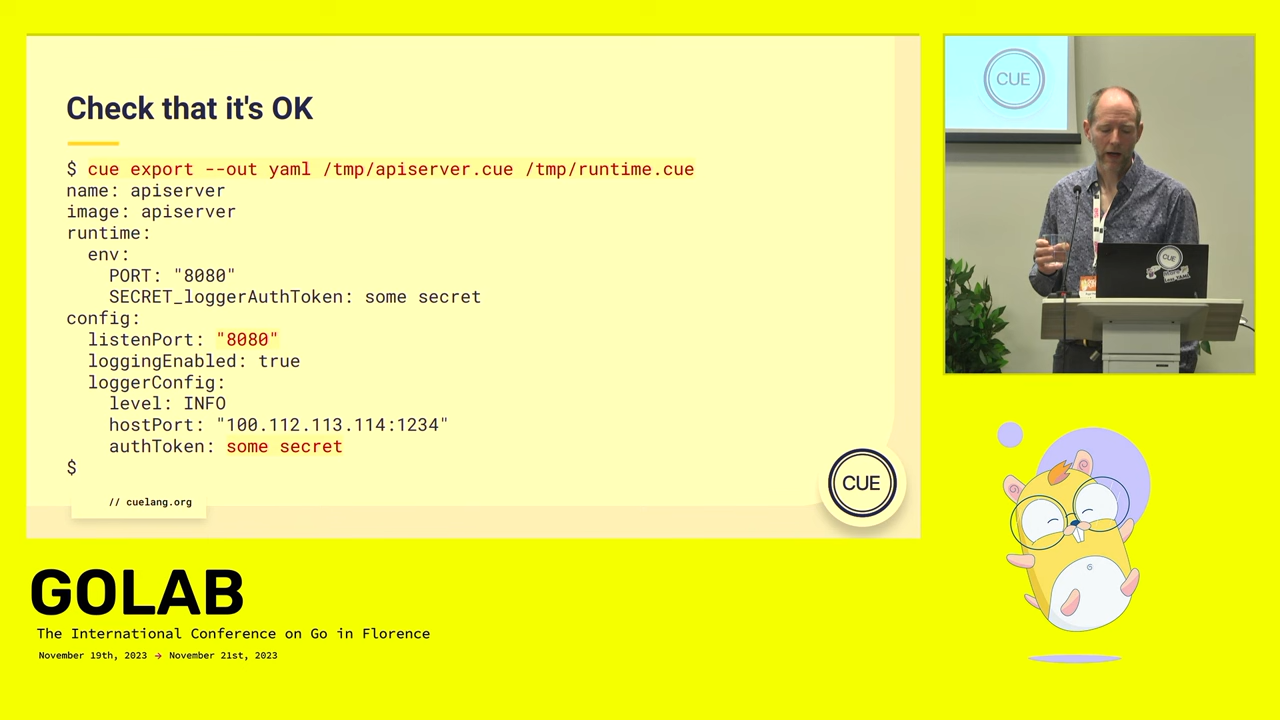 Check that it's OK
$ cue export --out yaml /tmp/apiserver.cue /tmp/runtime.cue
name: apiserver
image: apiserver
runtime:
  env:
    PORT: "8080"
    SECRET_loggerAuthToken: some secret
config:
  listenPort: "8080"
  loggingEnabled: true
  loggerConfig:
    level: INFO
    hostPort: "100.112.113.114:1234"
    authToken: some secret
$
// cuelang.org
CUE
CUE
CUE
GOLAB
The International Conference on Go in Florence
November 19th, 2023 → November 21st, 2023